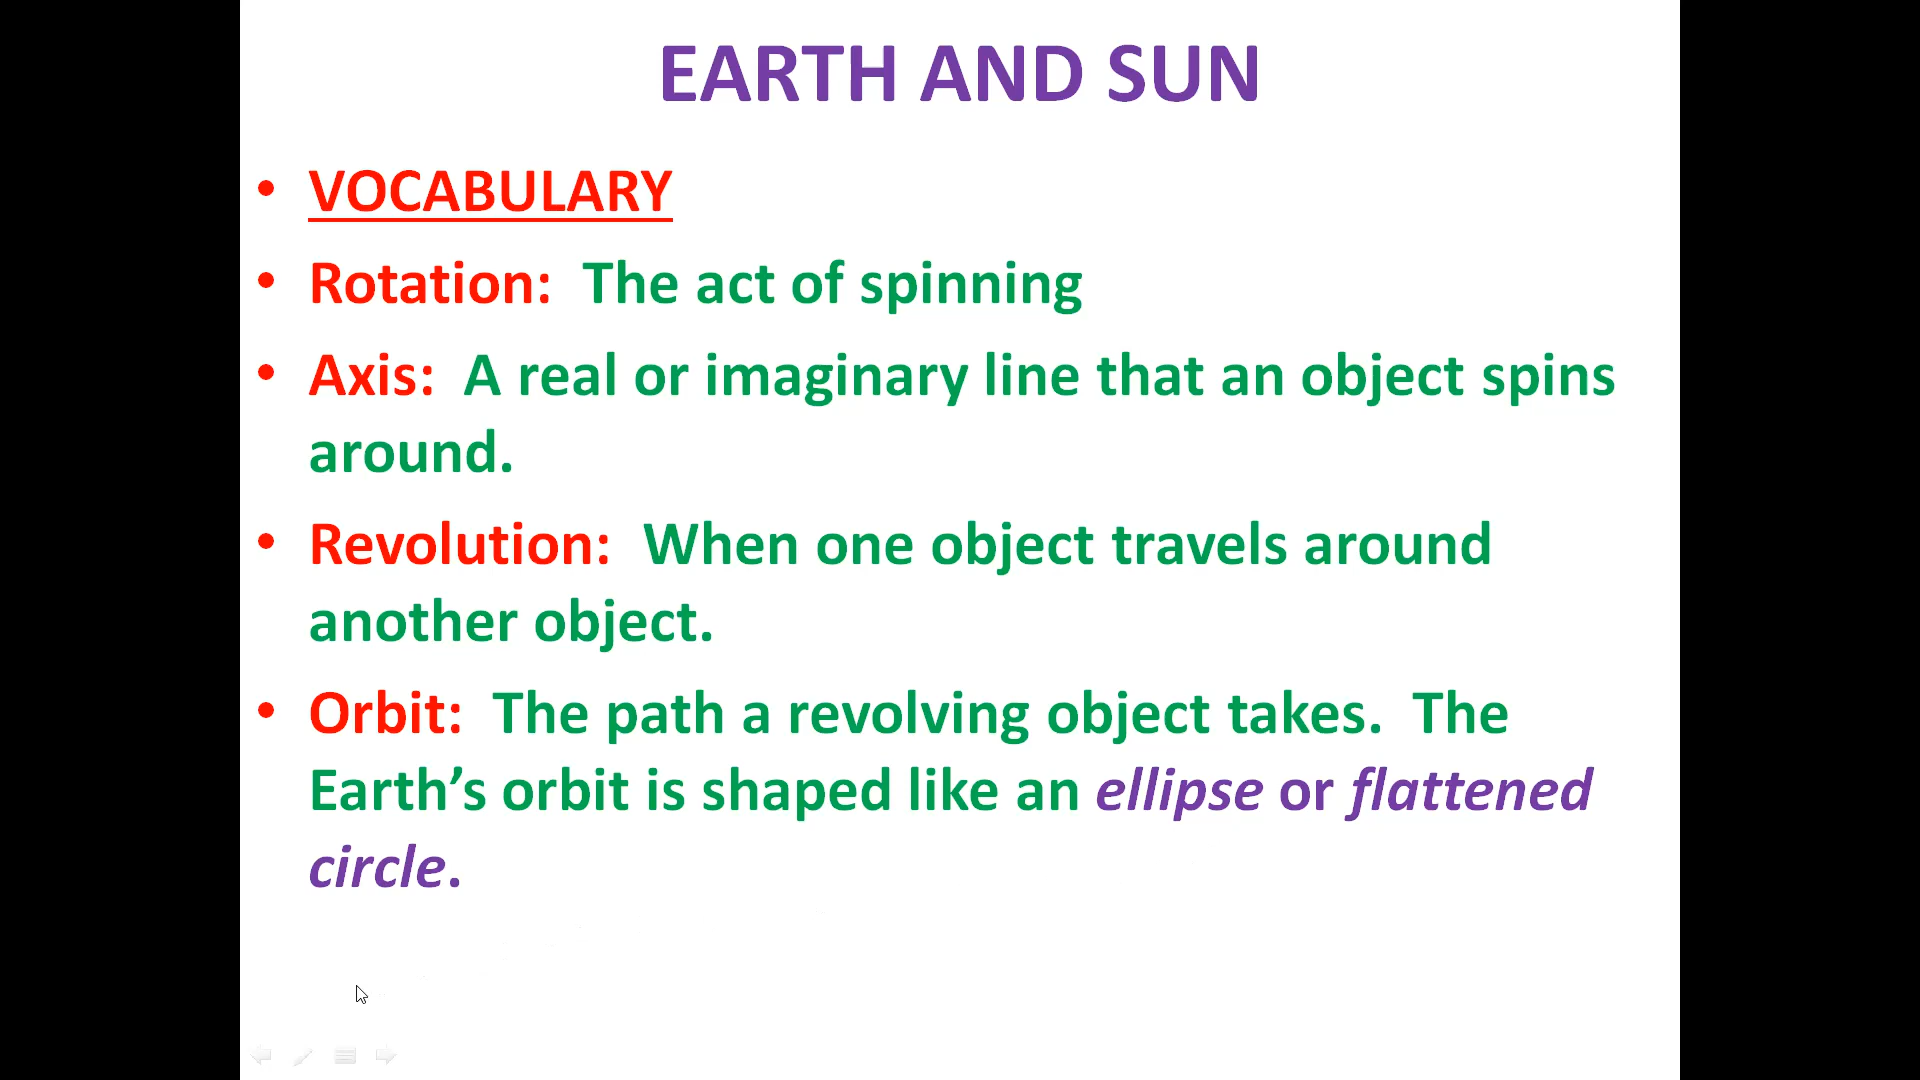 EARTH AND SUN
• VOCABULARY
• Rotation: The act of spinning
• Axis: A real or imaginary line that an object spins
around.
• Revolution: When one object travels around
another object.
• Orbit: The path a revolving object takes. The
Earth’s orbit is shaped like an ellipse or flattened
circle.